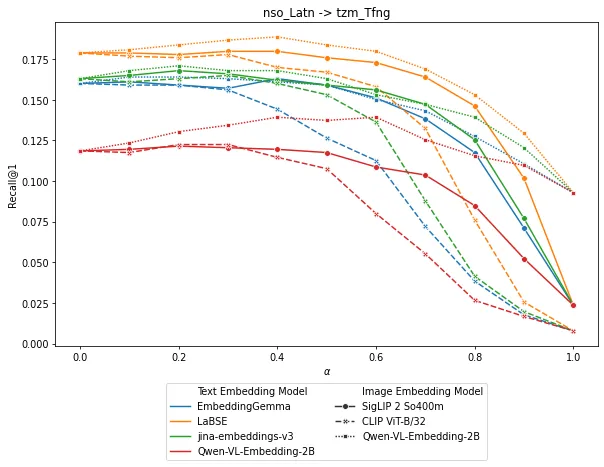 nso_Latn -> tzm_Tfng
Recall@1
0.175
0.150
0.125
0.100
0.075
0.050
0.025
0.000
0.0 0.2 0.4 0.6 0.8 1.0
α
Text Embedding Model
EmbeddingGemma
LaBSE
jina-embeddings-v3
Qwen-VL-Embedding-2B
Image Embedding Model
SigLIP 2 So400m
CLIP ViT-B/32
Qwen-VL-Embedding-2B